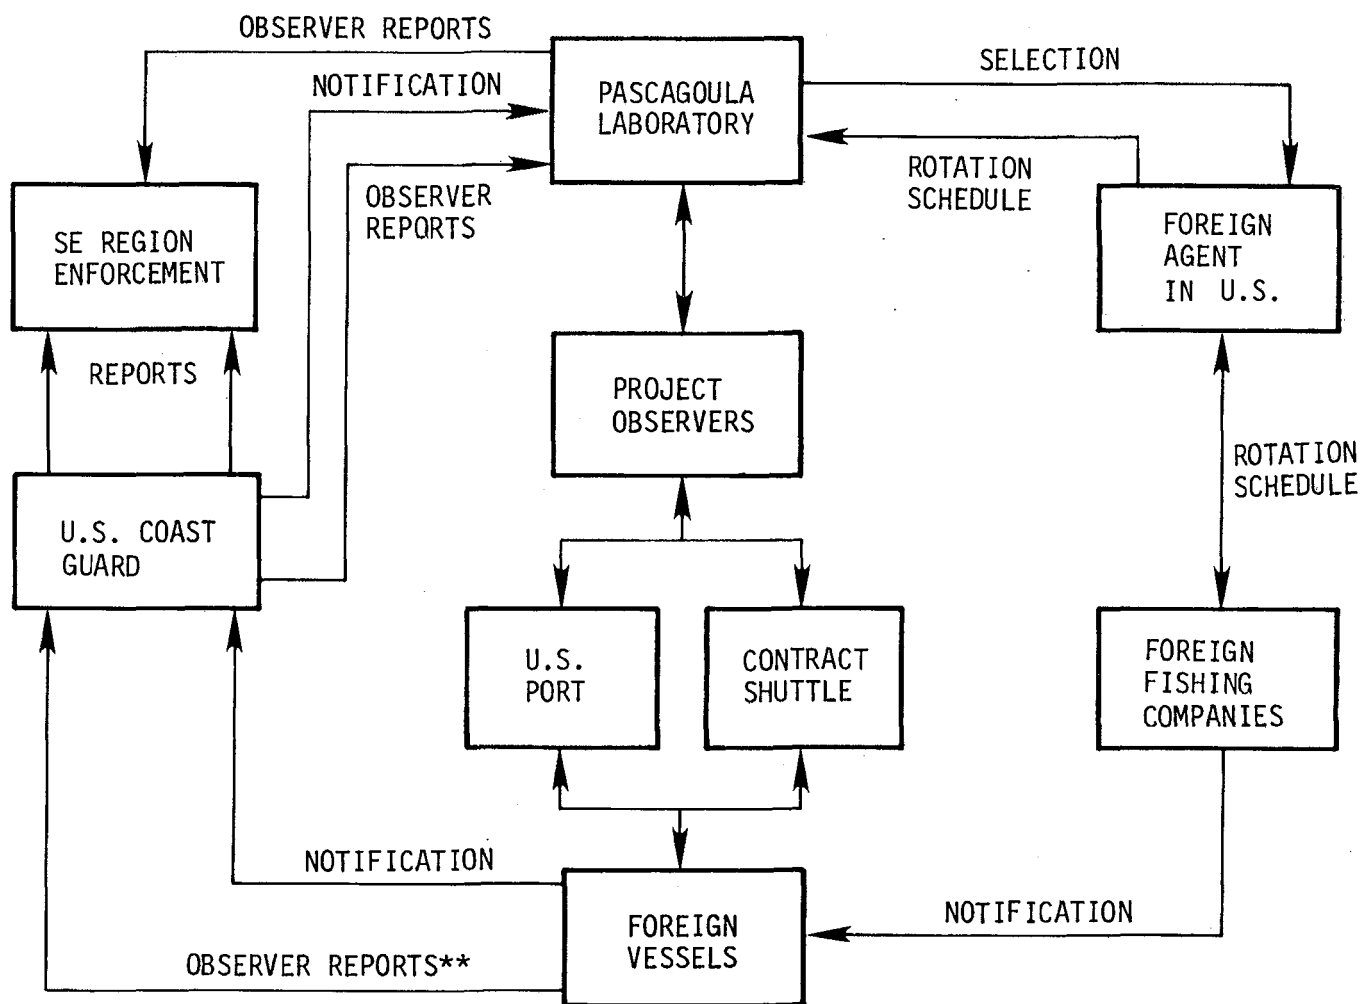 OBSERVER REPORTS
NOTIFICATION
PASCAGOULA
LABORATORY
SELECTION
ROTATION
SCHEDULE
OBSERVER
REPORTS
SE REGION
ENFORCEMENT
FOREIGN
AGENT
IN U.S.
REPORTS
PROJECT
OBSERVERS
ROTATION
SCHEDULE
U.S. COAST
GUARD
U.S.
PORT
CONTRACT
SHUTTLE
FOREIGN
FISHING
COMPANIES
NOTIFICATION
FOREIGN
VESSELS
NOTIFICATION
OBSERVER REPORTS**